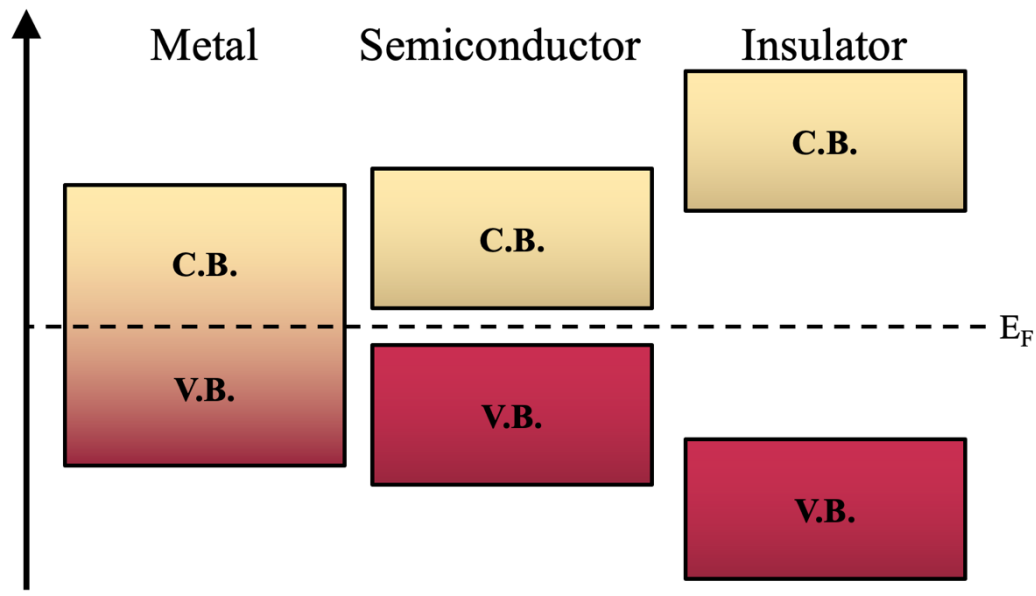 Metal
Semiconductor
Insulator
C.B.
C.B.
C.B.
E_F
V.B.
V.B.
V.B.